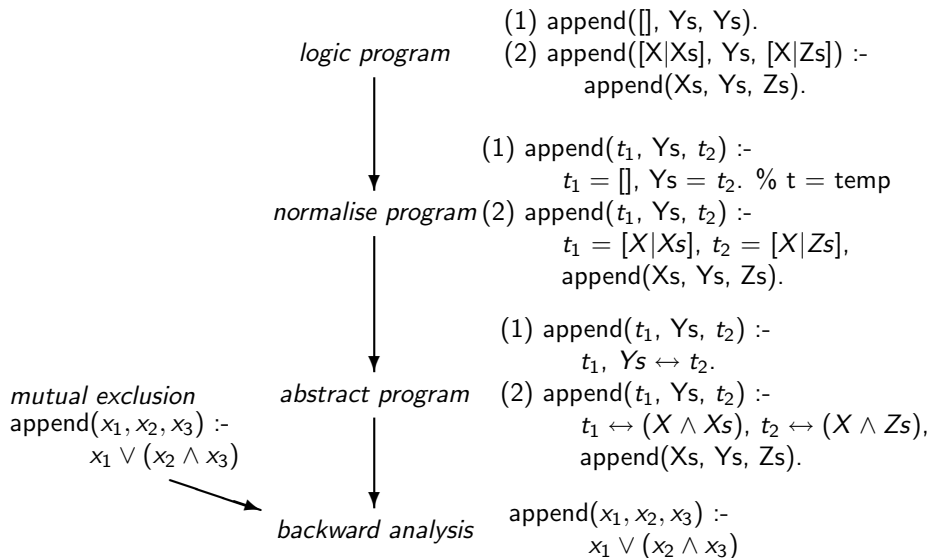 logic program
(1) append([], Ys, Ys).
(2) append([X|Xs], Ys, [X|Zs]) :-
append(Xs, Ys, Zs).
normalise program
(1) append(t₁, Ys, t₂) :-
t₁ = [], Ys = t₂. % t = temp
(2) append(t₁, Ys, t₂) :-
t₁ = [X|Xs], t₂ = [X|Zs],
append(Xs, Ys, Zs).
abstract program
(1) append(t₁, Ys, t₂) :-
t₁, Ys ↔ t₂.
(2) append(t₁, Ys, t₂) :-
t₁ ↔ (X ∧ Xs), t₂ ↔ (X ∧ Zs),
append(Xs, Ys, Zs).
mutual exclusion
append(x₁, x₂, x₃) :-
x₁ ∨ (x₂ ∧ x₃)
backward analysis
append(x₁, x₂, x₃) :-
x₁ ∨ (x₂ ∧ x₃)